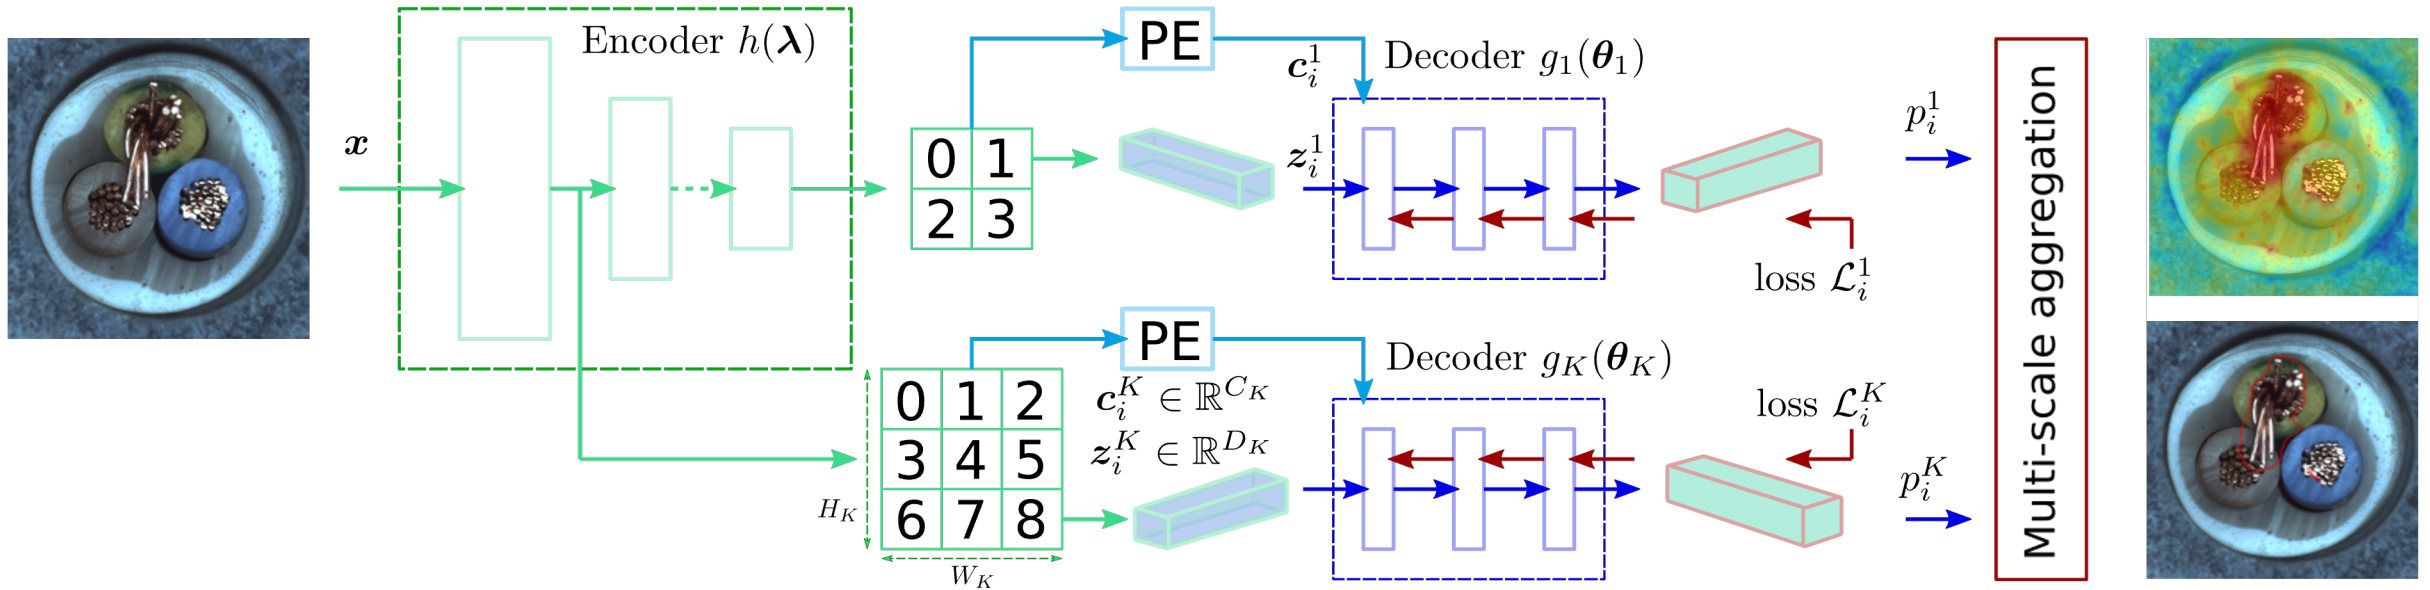 x
Encoder h(λ)
0 1
2 3
PE
c_i^1
z_i^1
Decoder g_1(θ_1)
loss ℒ_i^1
p_i^1
0 1 2
3 4 5
6 7 8
H_K
W_K
PE
c_i^K ∈ ℝ^{C_K}
z_i^K ∈ ℝ^{D_K}
Decoder g_K(θ_K)
loss ℒ_i^K
p_i^K
Multi-scale aggregation